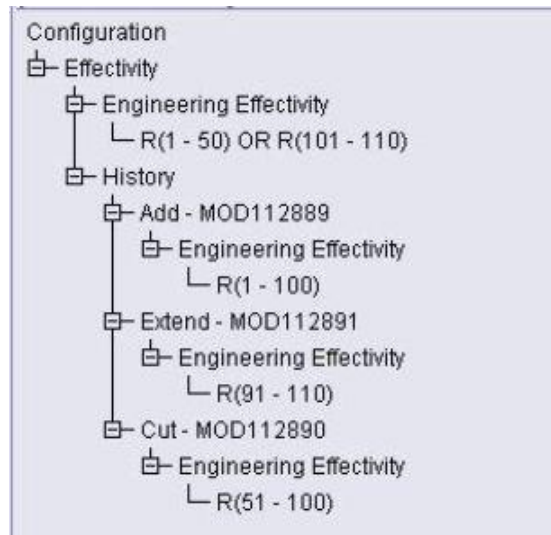 Configuration
Effectivity
Engineering Effectivity
R(1 - 50) OR R(101 - 110)
History
Add - MOD112889
Engineering Effectivity
R(1 - 100)
Extend - MOD112891
Engineering Effectivity
R(91 - 110)
Cut - MOD112890
Engineering Effectivity
R(51 - 100)